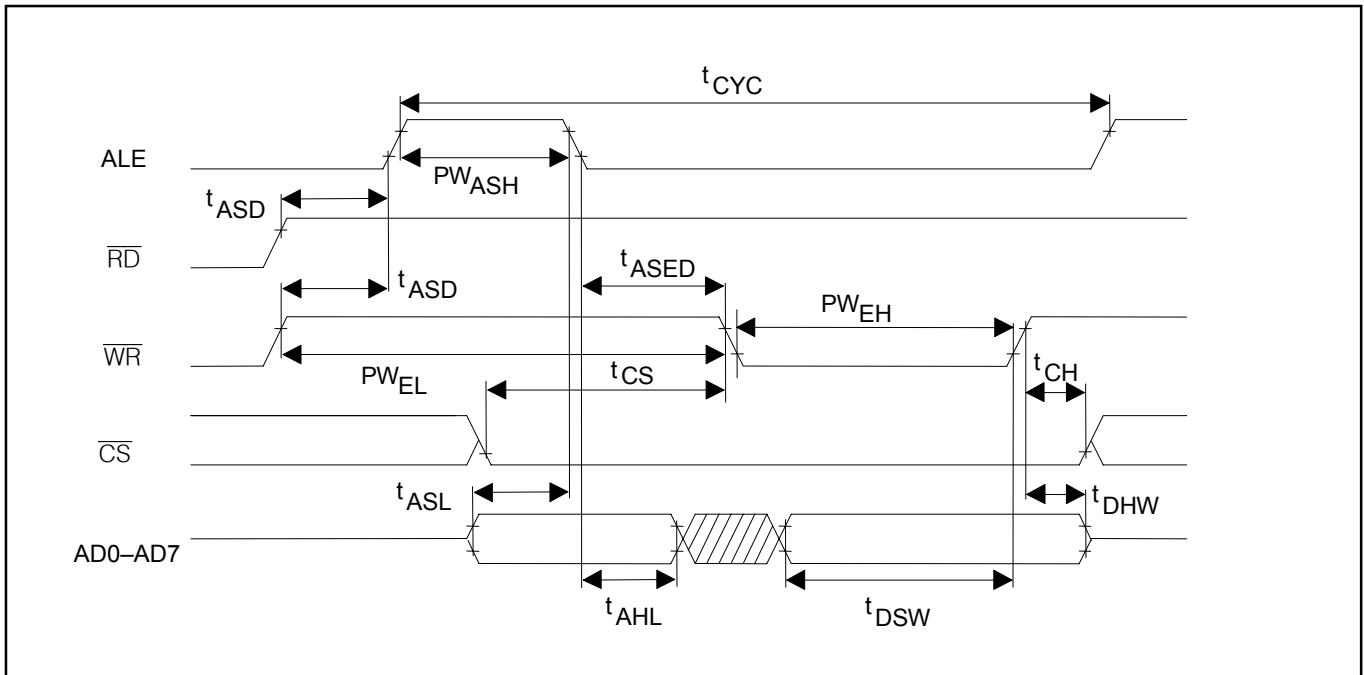 tCYC
ALE
PWASH
tASD
RD
tASED
tASD
PWEH
WR
tCH
PWEL
tCS
CS
tASL
tDHW
AD0–AD7
tAHL
tDSW